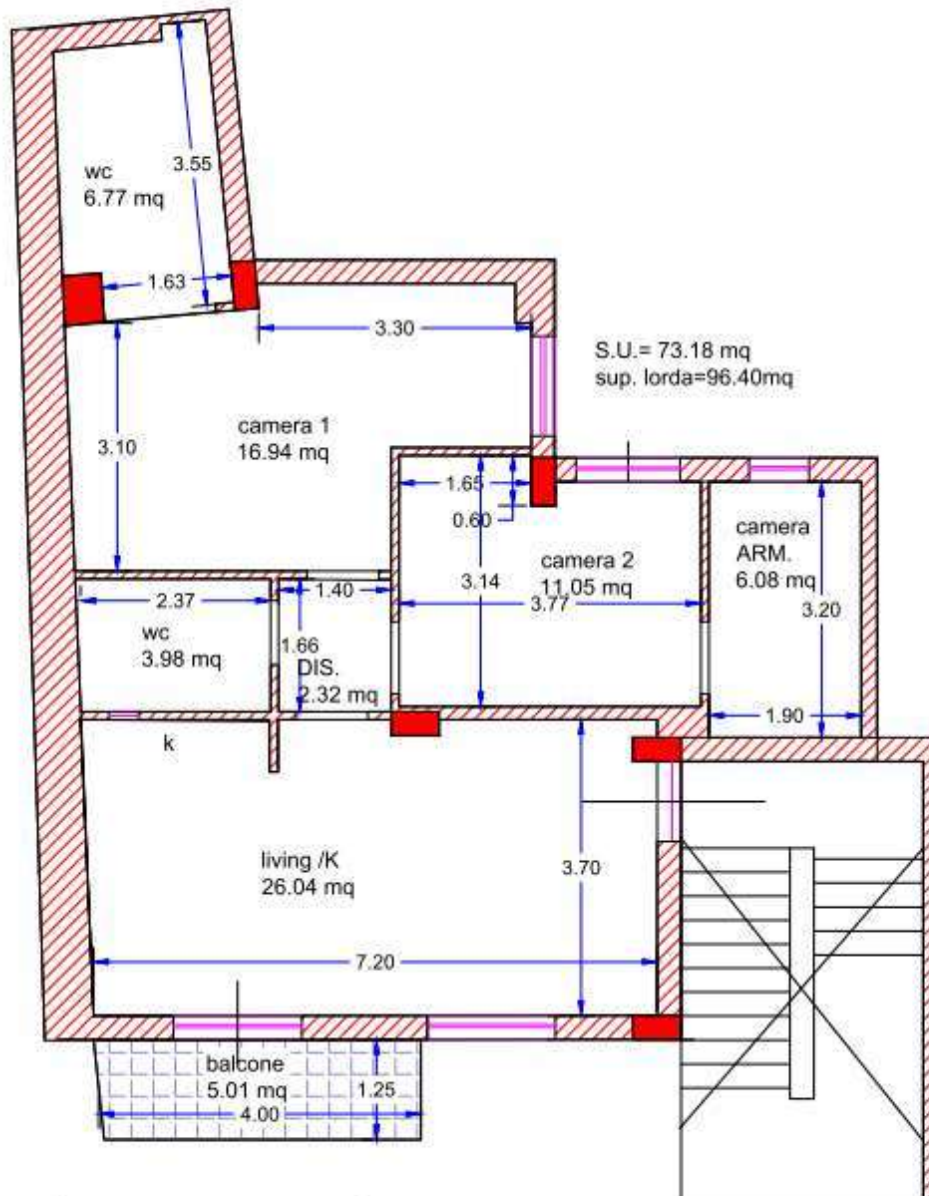 3.55
wc
6.77 mq
1.63
3.30
S.U.= 73.18 mq
sup. lorda=96.40mq
3.10
camera 1
16.94 mq
1.65
0.60
camera 2
11.05 mq
camera
ARM.
6.08 mq
3.14
3.77
3.20
2.37
1.40
wc
3.98 mq
1.66
DIS.
2.32 mq
1.90
k
living /K
26.04 mq
3.70
7.20
balcone
5.01 mq
1.25
4.00